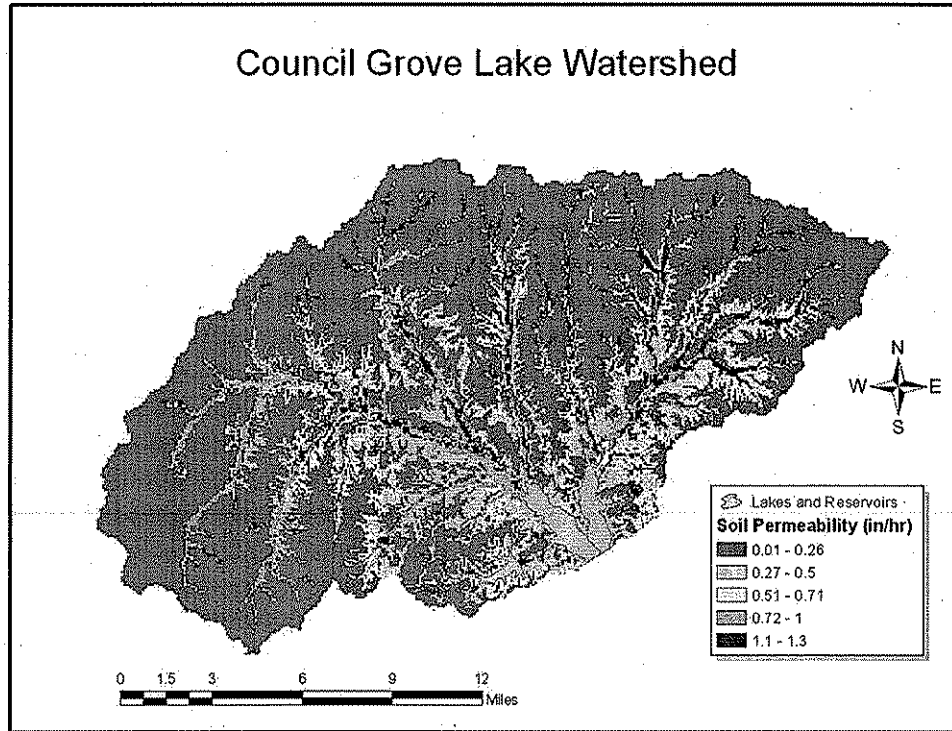 Council Grove Lake Watershed
N
W E
S
Lakes and Reservoirs
Soil Permeability (in/hr)
0.01 - 0.26
0.27 - 0.5
0.51 - 0.71
0.72 - 1
1.1 - 1.3
0 1.5 3 6 9 12
Miles